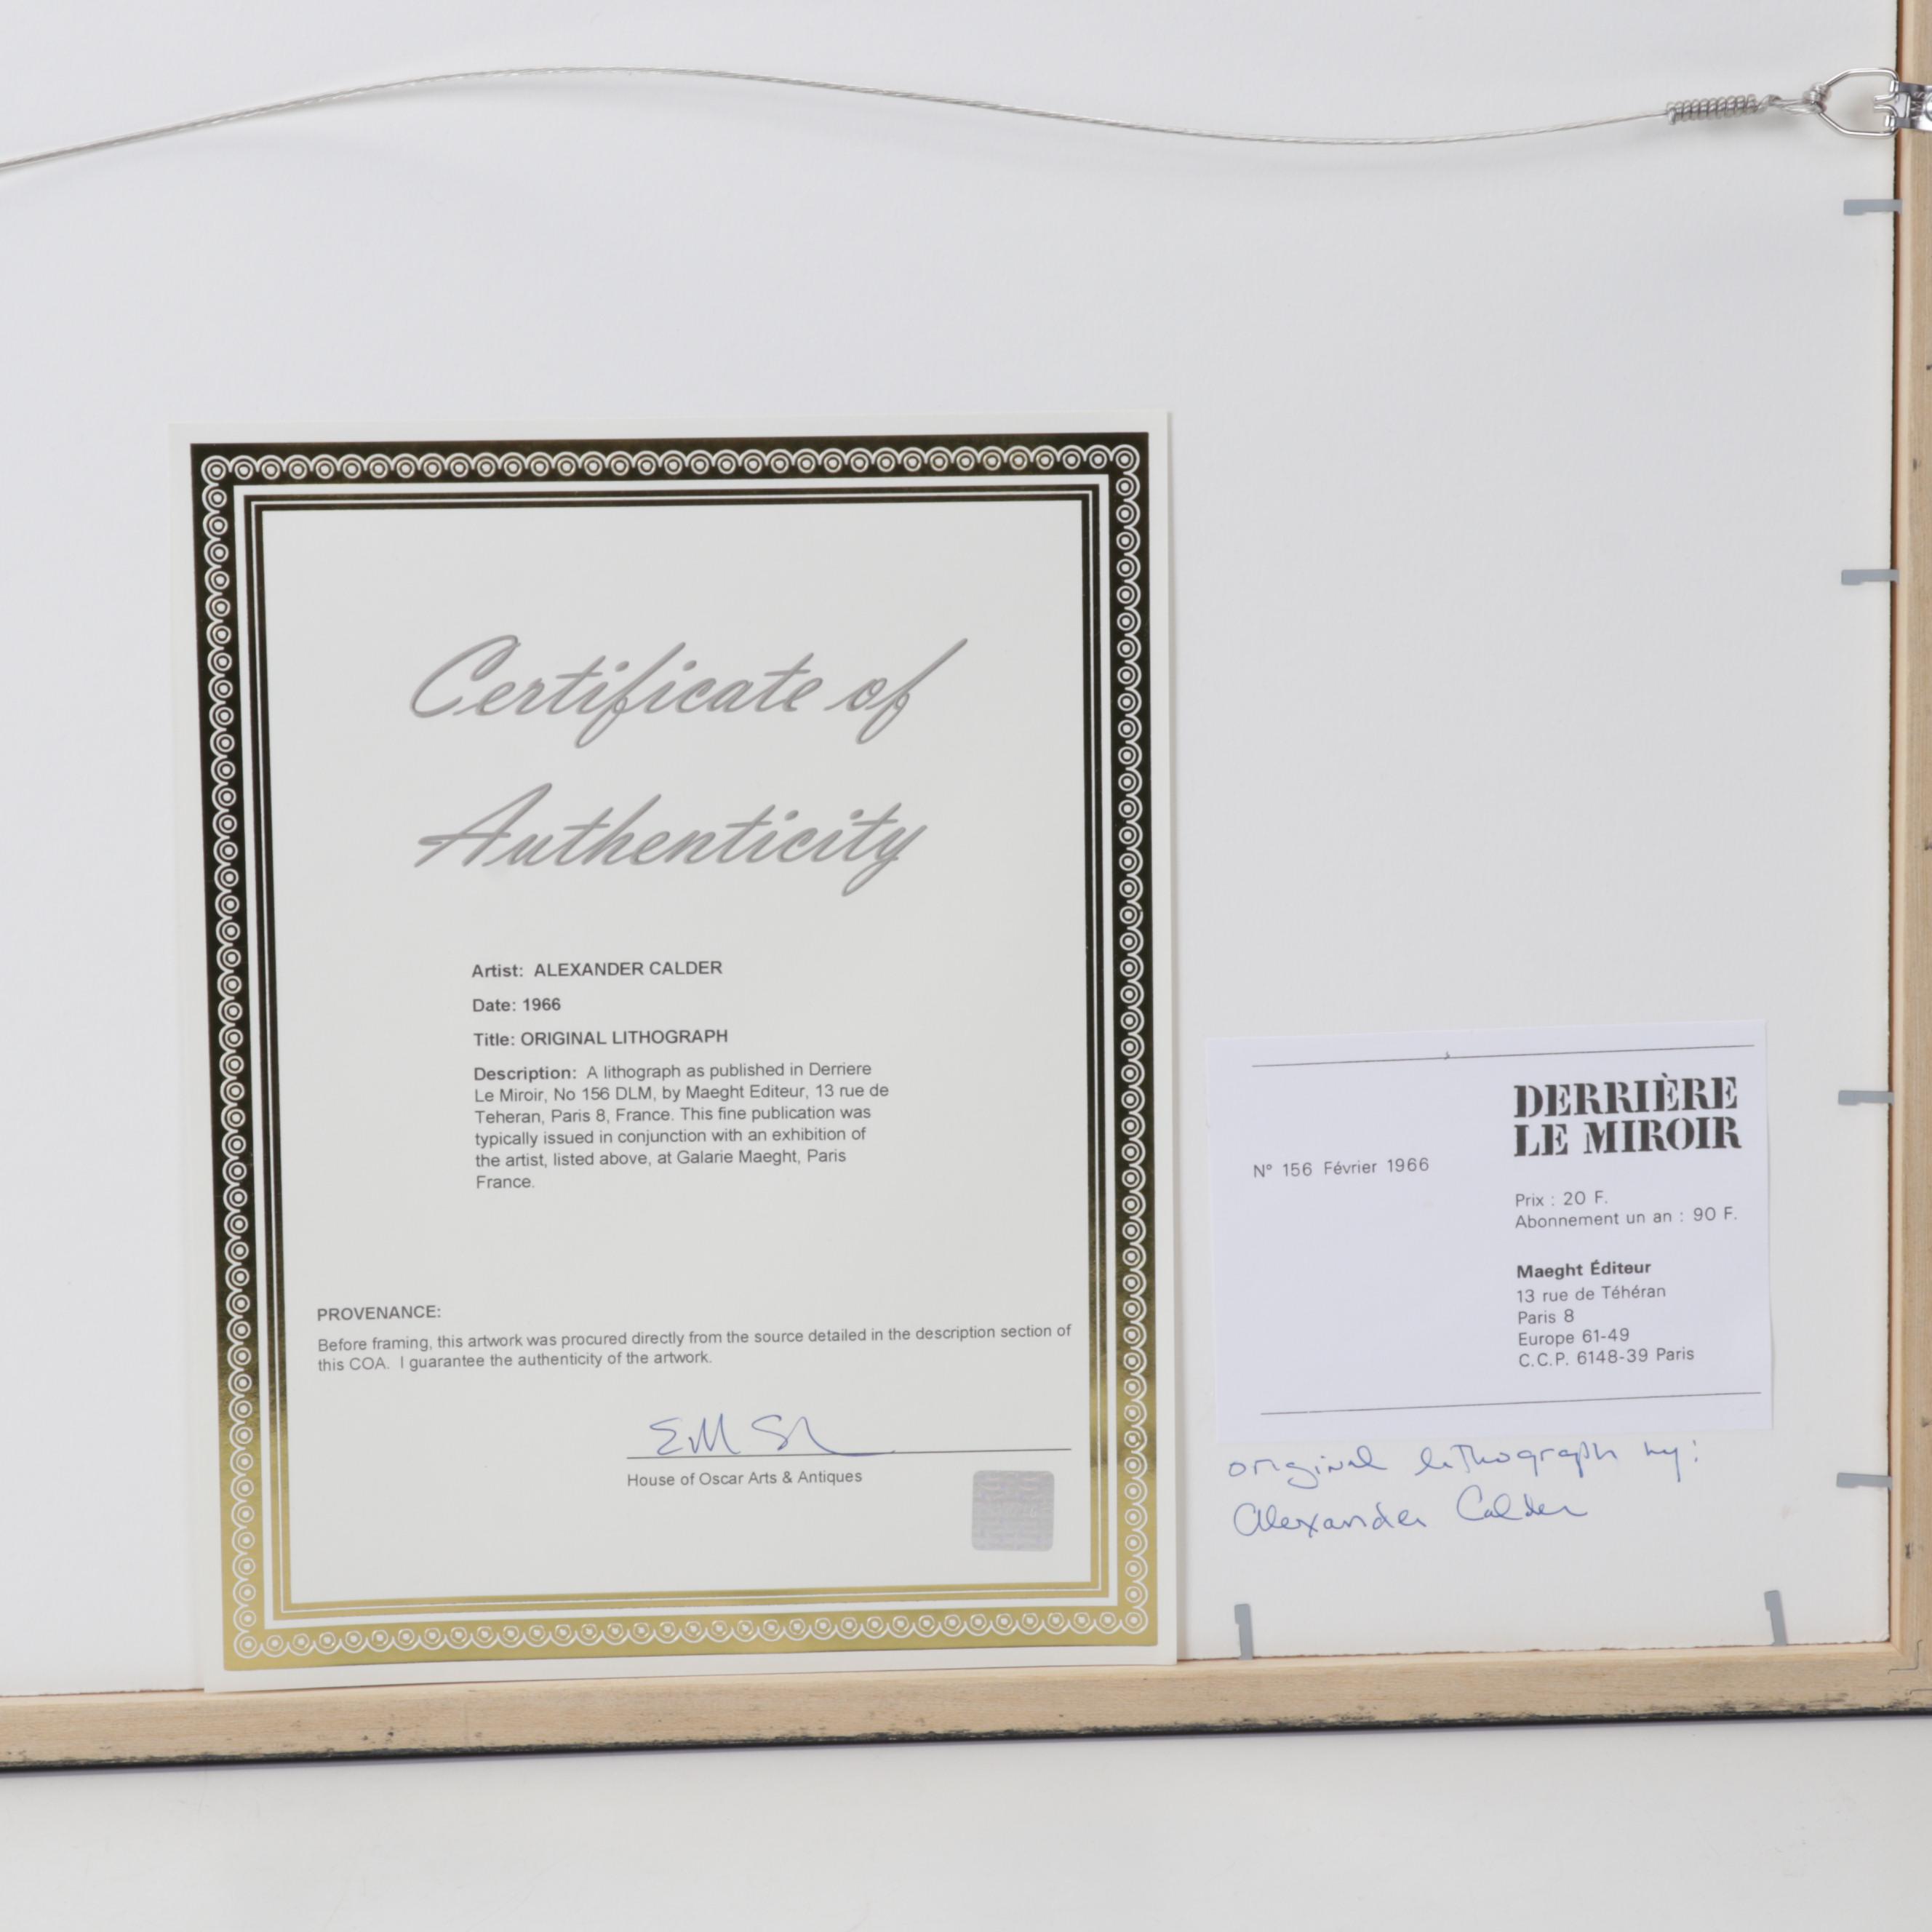 Certificate of
Authenticity
Artist: ALEXANDER CALDER
Date: 1966
Title: ORIGINAL LITHOGRAPH
Description: A lithograph as published in Derriere
Le Miroir, No 156 DLM, by Maeght Editeur, 13 rue de
Teheran, Paris 8, France. This fine publication was
typically issued in conjunction with an exhibition of
the artist, listed above, at Galarie Maeght, Paris
France.
PROVENANCE:
Before framing, this artwork was procured directly from the source detailed in the description section of
this COA. I guarantee the authenticity of the artwork.
House of Oscar Arts & Antiques
DERRIÈRE
LE MIROIR
N° 156 Février 1966
Prix : 20 F.
Abonnement un an : 90 F.
Maeght Éditeur
13 rue de Téhéran
Paris 8
Europe 61-49
C.C.P. 6148-39 Paris
original lithograph by:
Alexander Calder